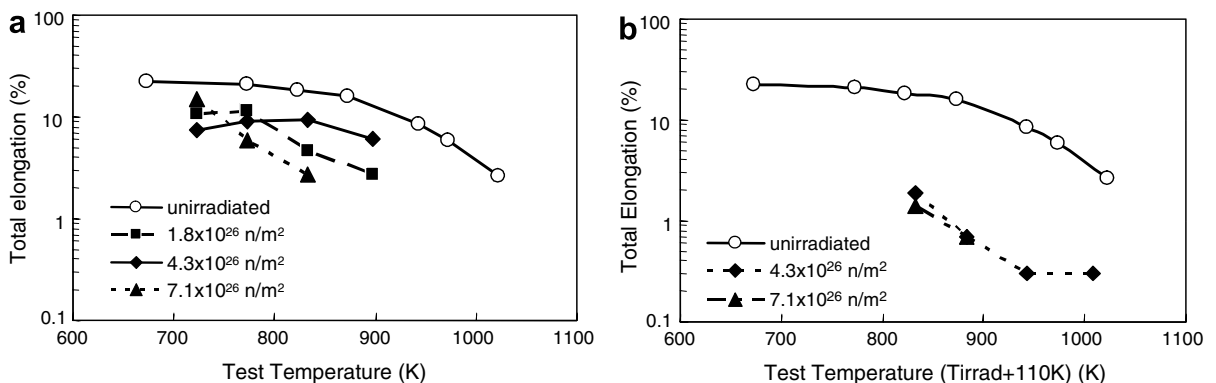 a
Total elongation (%)
100
10
1
0.1
600 700 800 900 1000 1100
Test Temperature (K)
unirradiated
1.8x10²⁶ n/m²
4.3x10²⁶ n/m²
7.1x10²⁶ n/m²
b
Total Elongation (%)
100
10
1
0.1
600 700 800 900 1000 1100
Test Temperature (Tirrad+110K) (K)
unirradiated
4.3x10²⁶ n/m²
7.1x10²⁶ n/m²